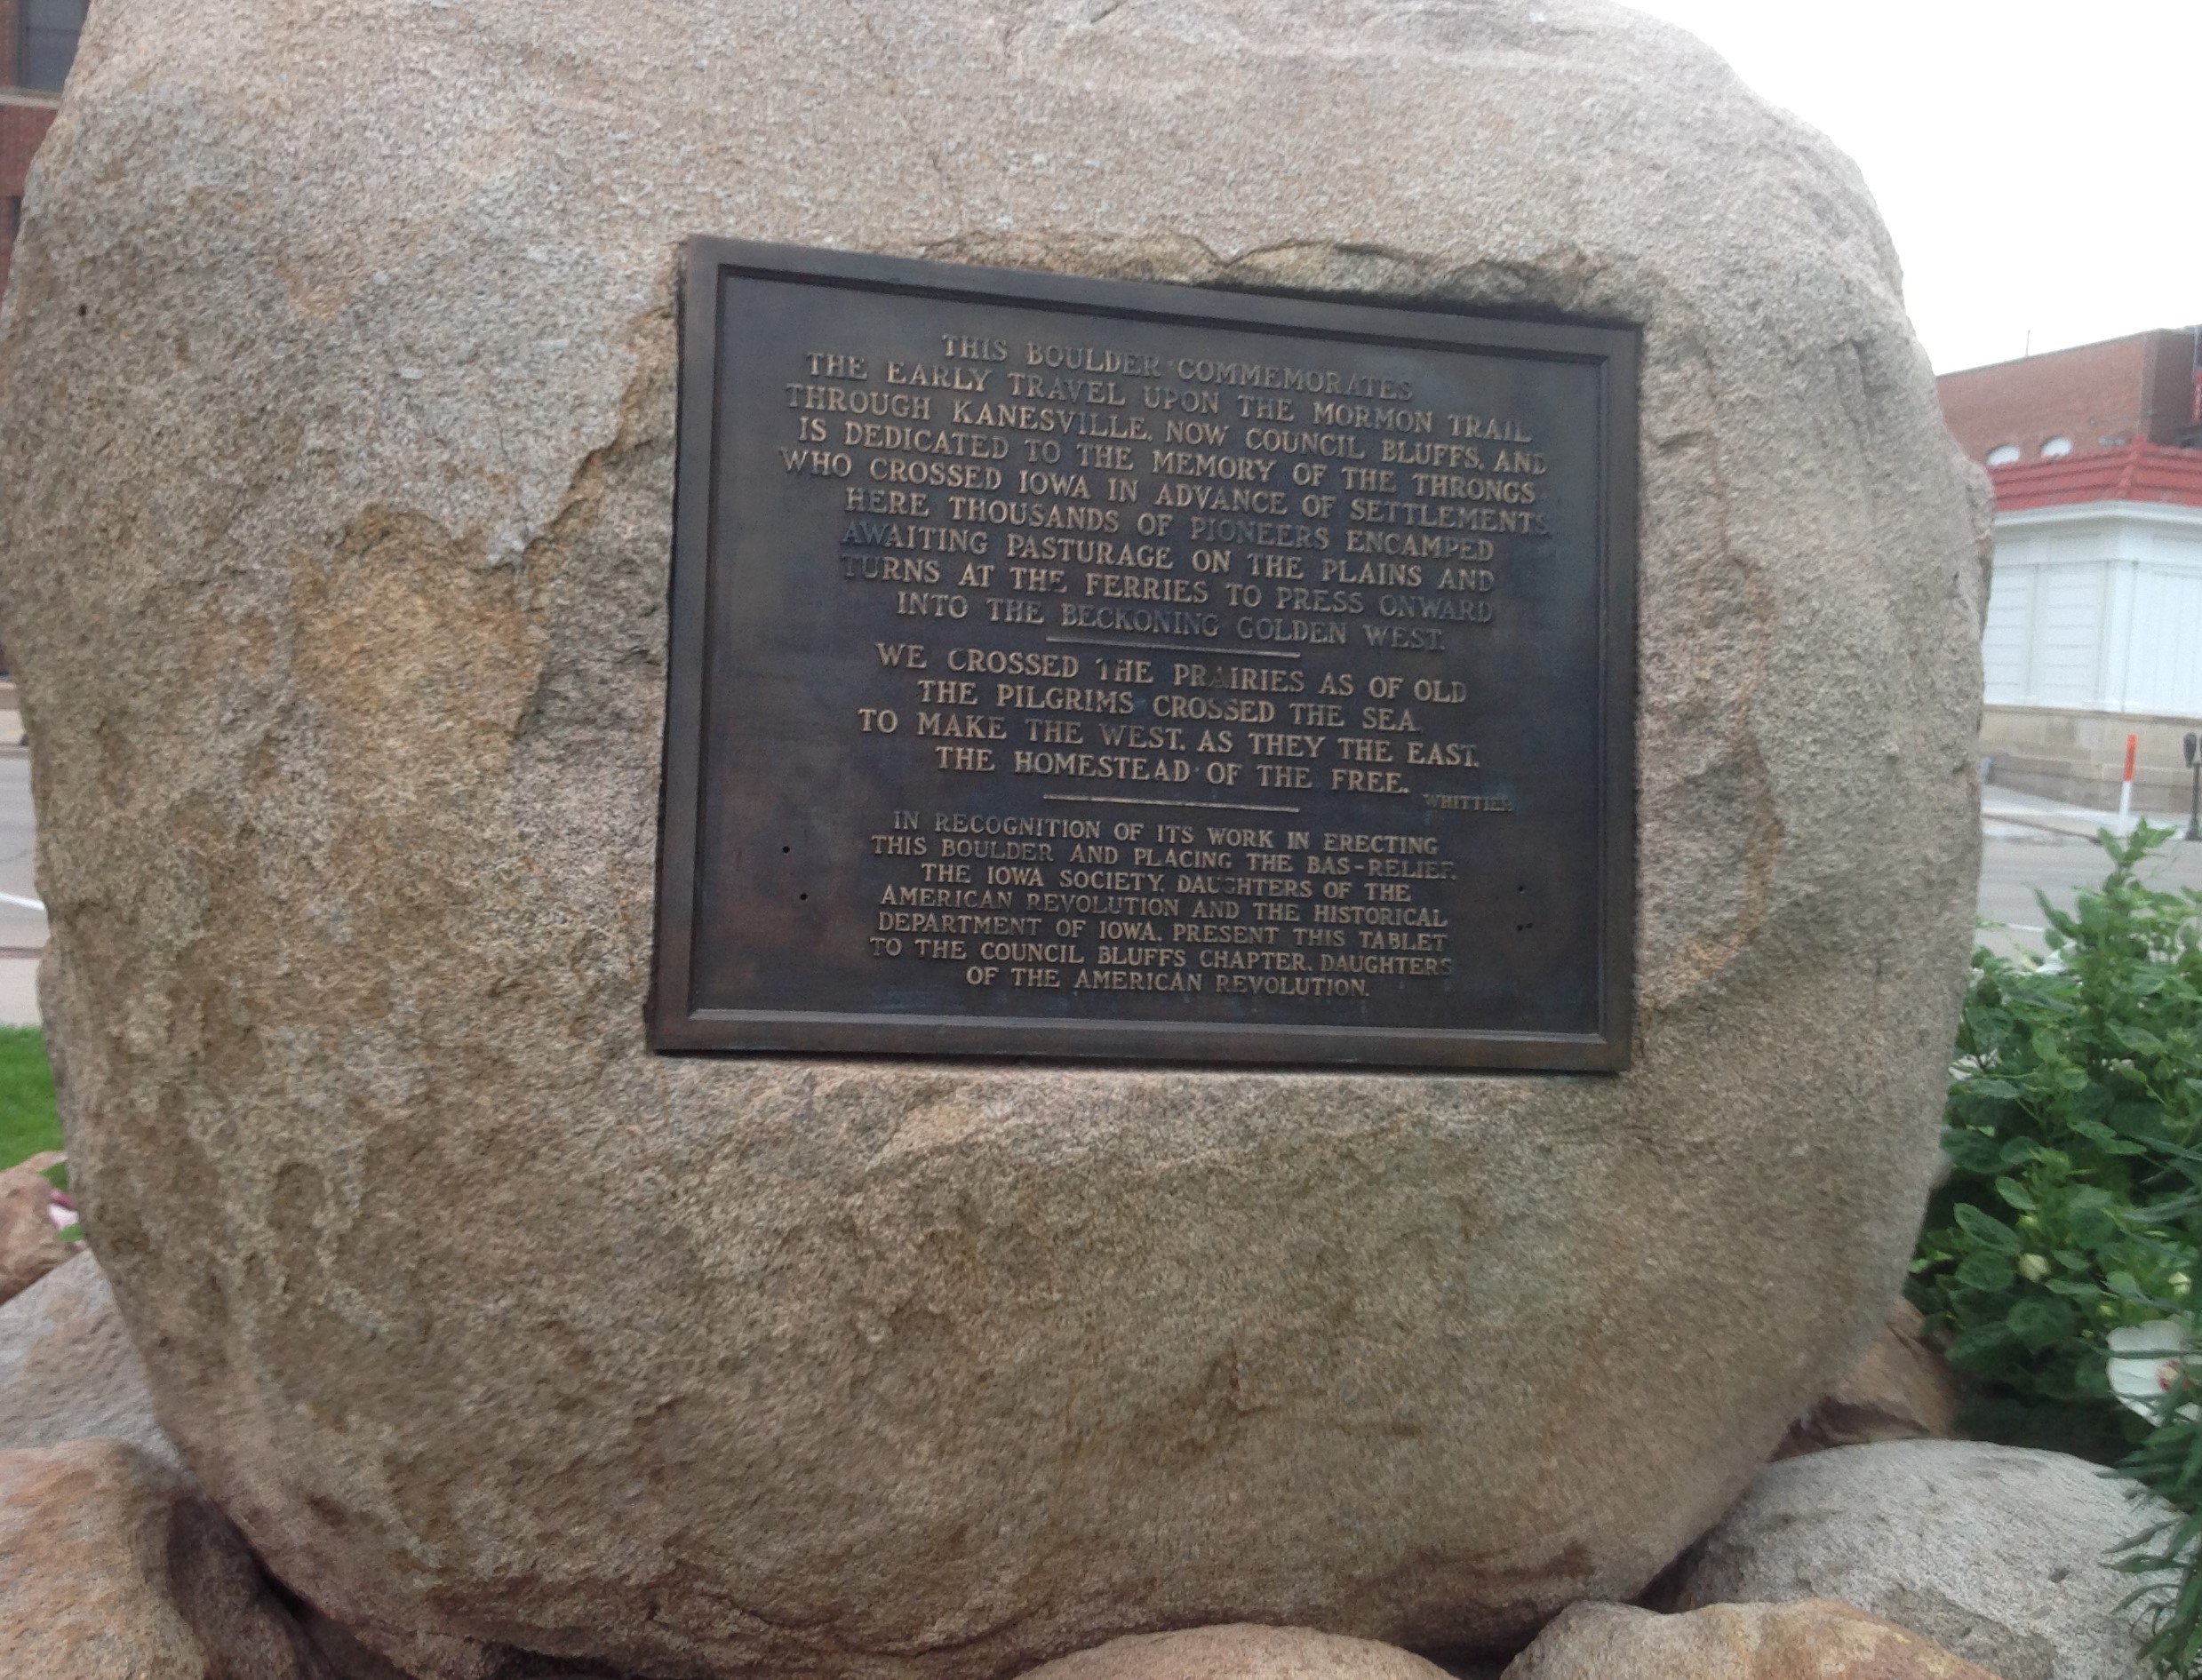 THIS BOULDER COMMEMORATES
THE EARLY TRAVEL UPON THE MORMON TRAIL
THROUGH KANESVILLE, NOW COUNCIL BLUFFS, AND
IS DEDICATED TO THE MEMORY OF THE THRONGS
WHO CROSSED IOWA IN ADVANCE OF SETTLEMENTS.
HERE THOUSANDS OF PIONEERS ENCAMPED
AWAITING PASTURAGE ON THE PLAINS AND
TURNS AT THE FERRIES TO PRESS ONWARD
INTO THE BECKONING GOLDEN WEST.
WE CROSSED THE PRAIRIES AS OF OLD
THE PILGRIMS CROSSED THE SEA,
TO MAKE THE WEST, AS THEY THE EAST,
THE HOMESTEAD OF THE FREE.
WHITTIER
IN RECOGNITION OF ITS WORK IN ERECTING
THIS BOULDER AND PLACING THE BAS-RELIEF,
THE IOWA SOCIETY, DAUGHTERS OF THE
AMERICAN REVOLUTION AND THE HISTORICAL
DEPARTMENT OF IOWA, PRESENT THIS TABLET
TO THE COUNCIL BLUFFS CHAPTER, DAUGHTERS
OF THE AMERICAN REVOLUTION.